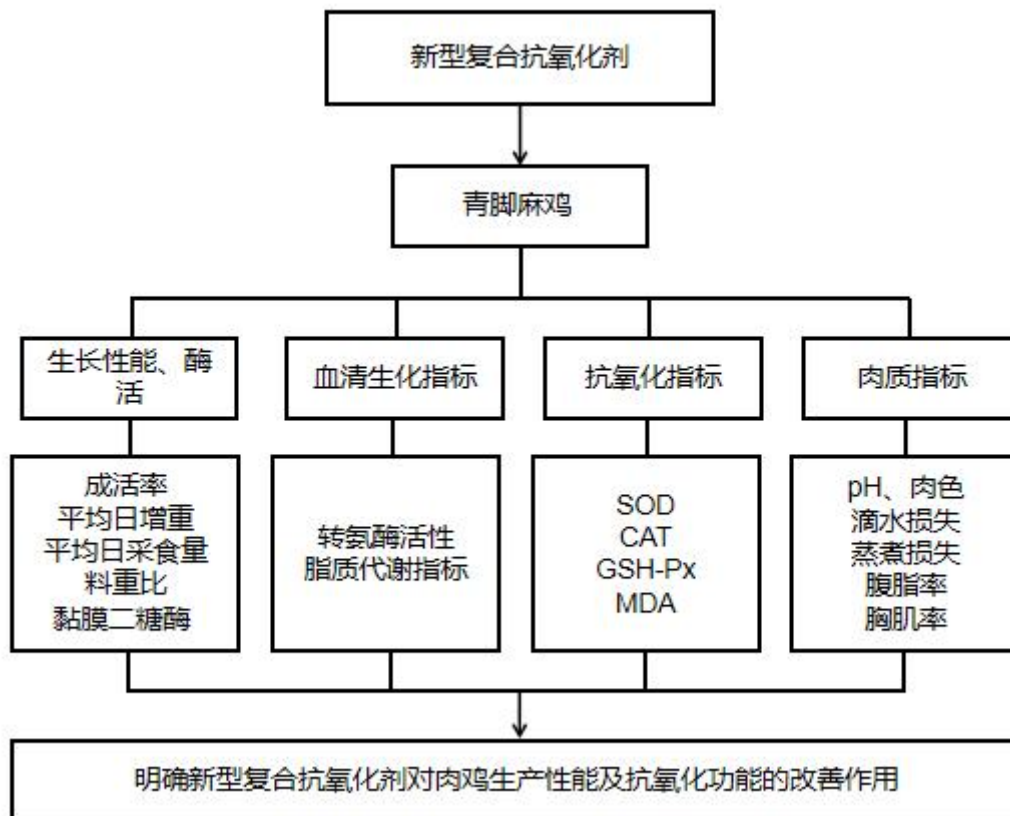 新型复合抗氧化剂
青脚麻鸡
生长性能、酶
活
血清生化指标
抗氧化指标
肉质指标
成活率
平均日增重
平均日采食量
料重比
黏膜二糖酶
转氨酶活性
脂质代谢指标
SOD
CAT
GSH-Px
MDA
pH、肉色
滴水损失
蒸煮损失
腹脂率
胸肌率
明确新型复合抗氧化剂对肉鸡生产性能及抗氧化功能的改善作用